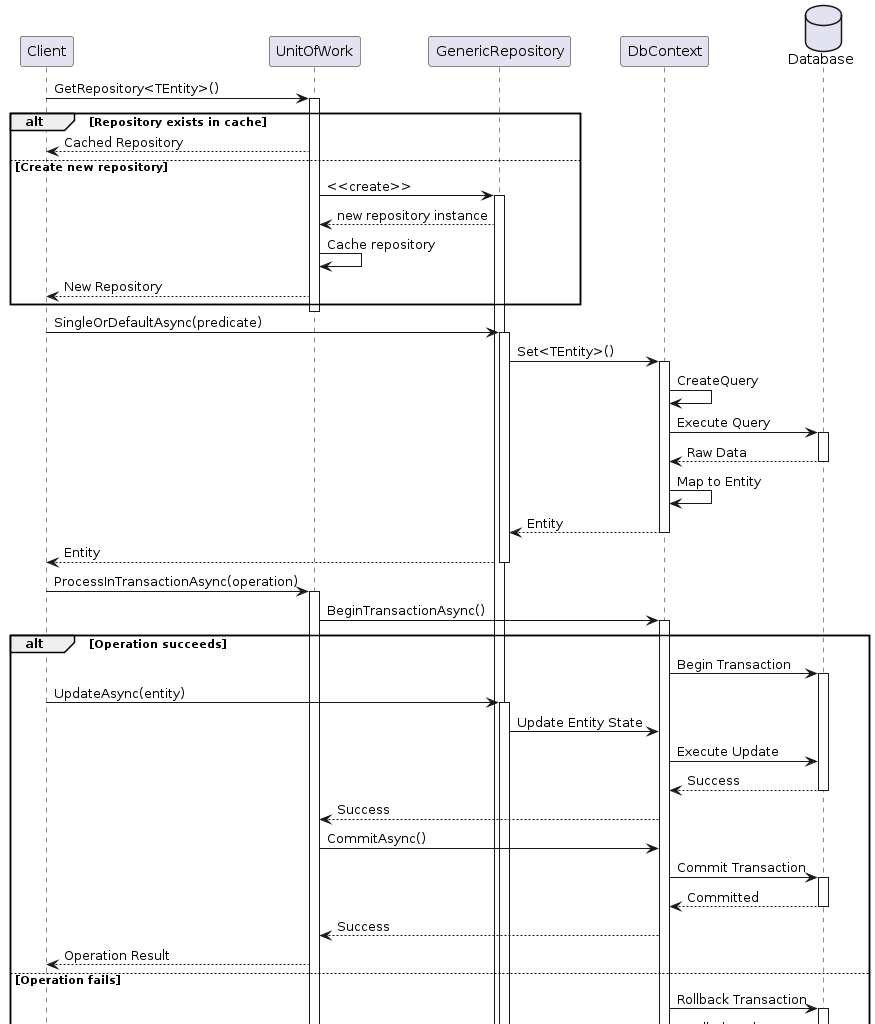 Client
UnitOfWork
GenericRepository
DbContext
Database
GetRepository<TEntity>()
alt [Repository exists in cache]
Cached Repository
[Create new repository]
<<create>>
new repository instance
Cache repository
New Repository
SingleOrDefaultAsync(predicate)
Set<TEntity>()
CreateQuery
Execute Query
Raw Data
Map to Entity
Entity
Entity
ProcessInTransactionAsync(operation)
BeginTransactionAsync()
alt [Operation succeeds]
Begin Transaction
UpdateAsync(entity)
Update Entity State
Execute Update
Success
Success
CommitAsync()
Commit Transaction
Committed
Success
Operation Result
[Operation fails]
Rollback Transaction